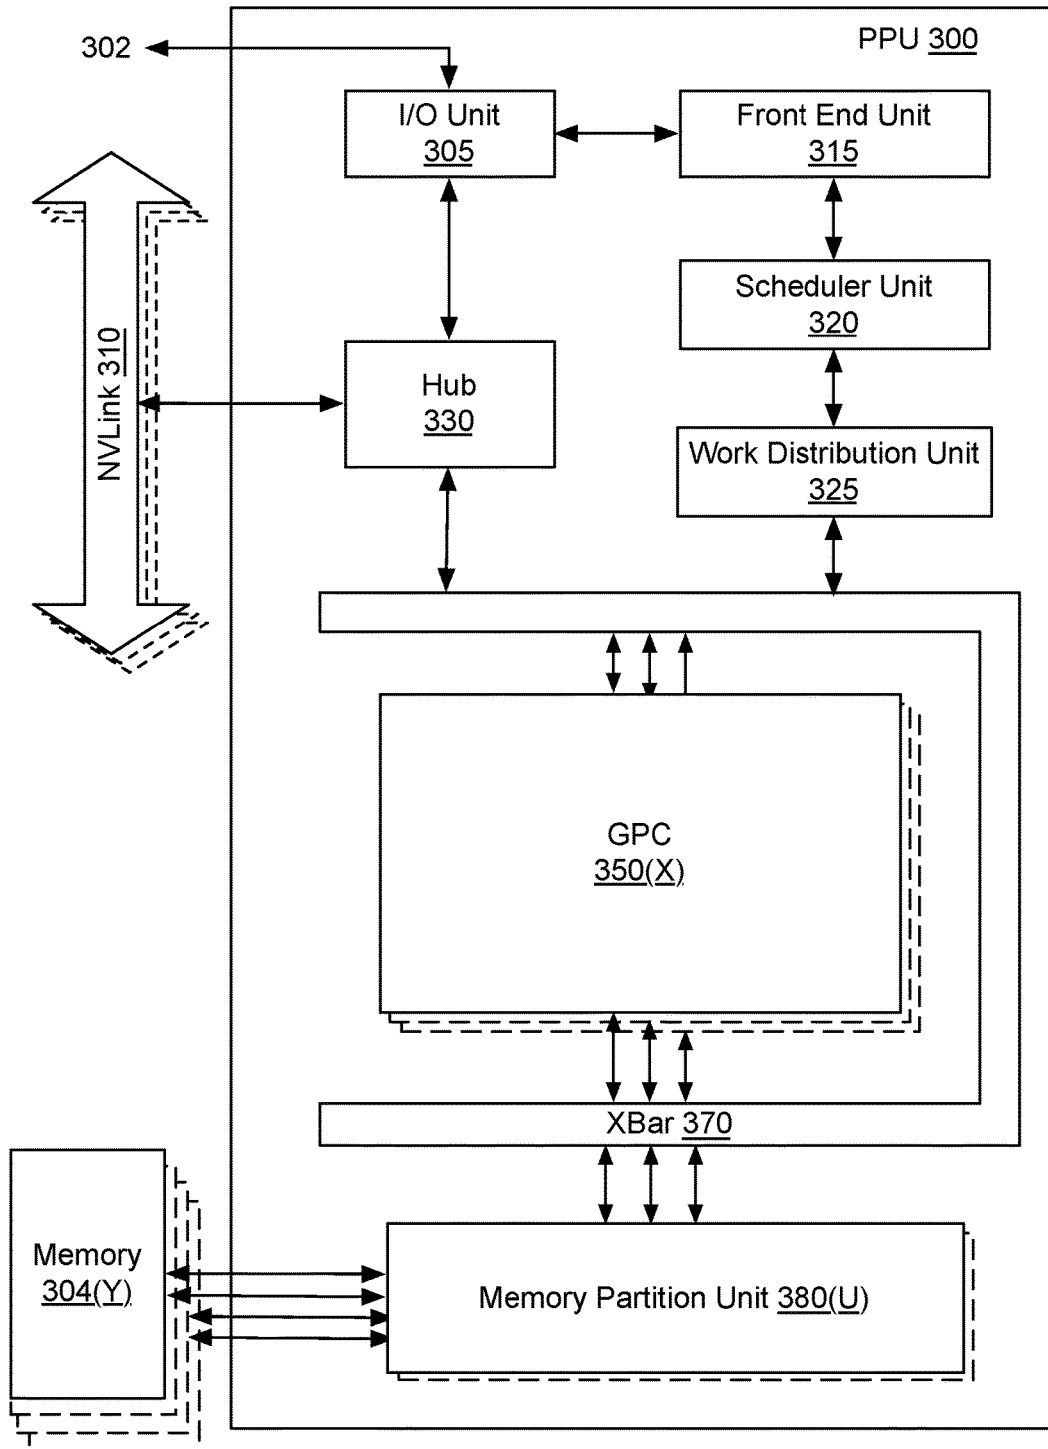 PPU 300
302
I/O Unit
305
Front End Unit
315
Scheduler Unit
320
NVLink 310
Hub
330
Work Distribution Unit
325
GPC
350(X)
XBar 370
Memory
304(Y)
Memory Partition Unit 380(U)